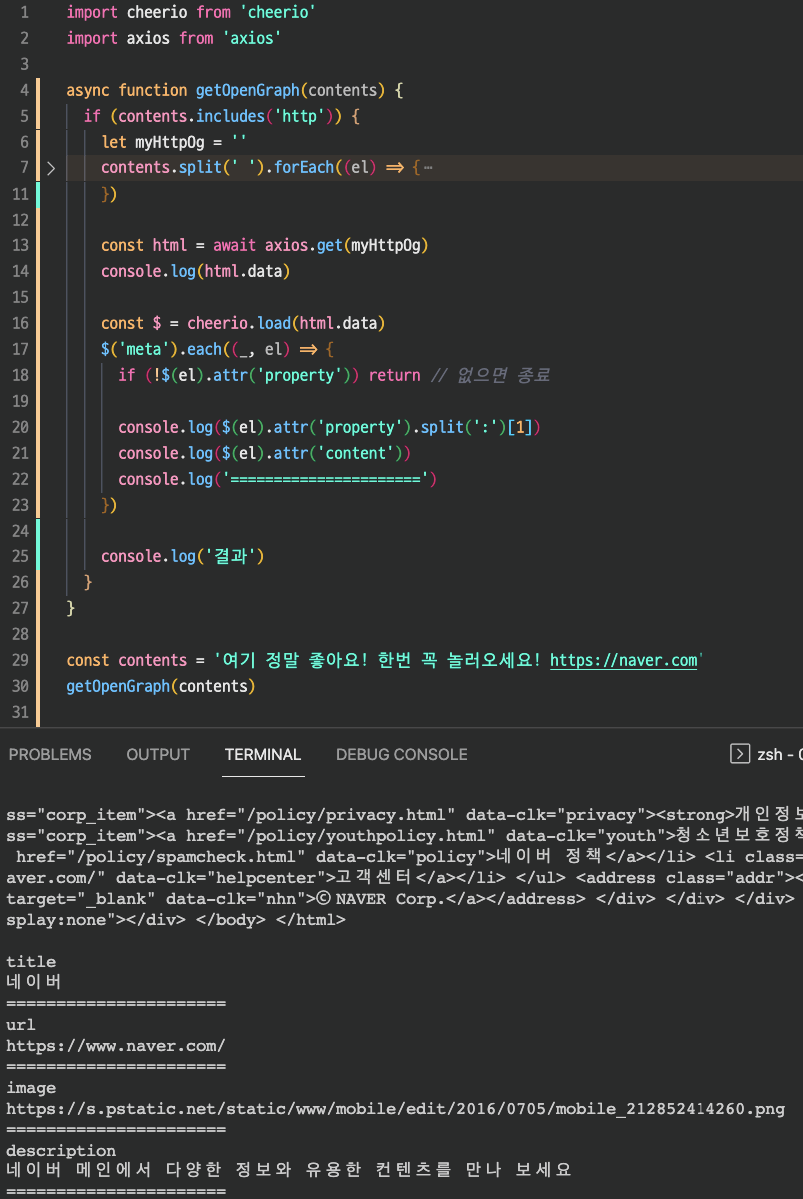 1 import cheerio from 'cheerio'
2 import axios from 'axios'
3
4 async function getOpenGraph(contents) {
5 if (contents.includes('http')) {
6 let myHttpOg = ''
7 contents.split(' ').forEach((el) => { ⋯
11 })
12
13 const html = await axios.get(myHttpOg)
14 console.log(html.data)
15
16 const $ = cheerio.load(html.data)
17 $('meta').each((_, el) => {
18 if (!$(el).attr('property')) return // 없으면 종료
19
20 console.log($(el).attr('property').split(':')[1])
21 console.log($(el).attr('content'))
22 console.log('======================')
23 })
24
25 console.log('결과')
26 }
27 }
28
29 const contents = '여기 정말 좋아요! 한번 꼭 놀러오세요! https://naver.com'
30 getOpenGraph(contents)
31
PROBLEMS OUTPUT TERMINAL DEBUG CONSOLE zsh -
ss="corp_item"><a href="/policy/privacy.html" data-clk="privacy"><strong>개인정보
ss="corp_item"><a href="/policy/youthpolicy.html" data-clk="youth">청소년보호정책
href="/policy/spamcheck.html" data-clk="policy">네이버 정책</a></li> <li class=
aver.com/" data-clk="helpcenter">고객센터</a></li> </ul> <address class="addr"><
target="_blank" data-clk="nhn">ⓒ NAVER Corp.</a></address> </div> </div> </div>
splay:none"></div> </body> </html>
title
네이버
======================
url
https://www.naver.com/
======================
image
https://s.pstatic.net/static/www/mobile/edit/2016/0705/mobile_212852414260.png
======================
description
네이버 메인에서 다양한 정보와 유용한 컨텐츠를 만나 보세요
======================